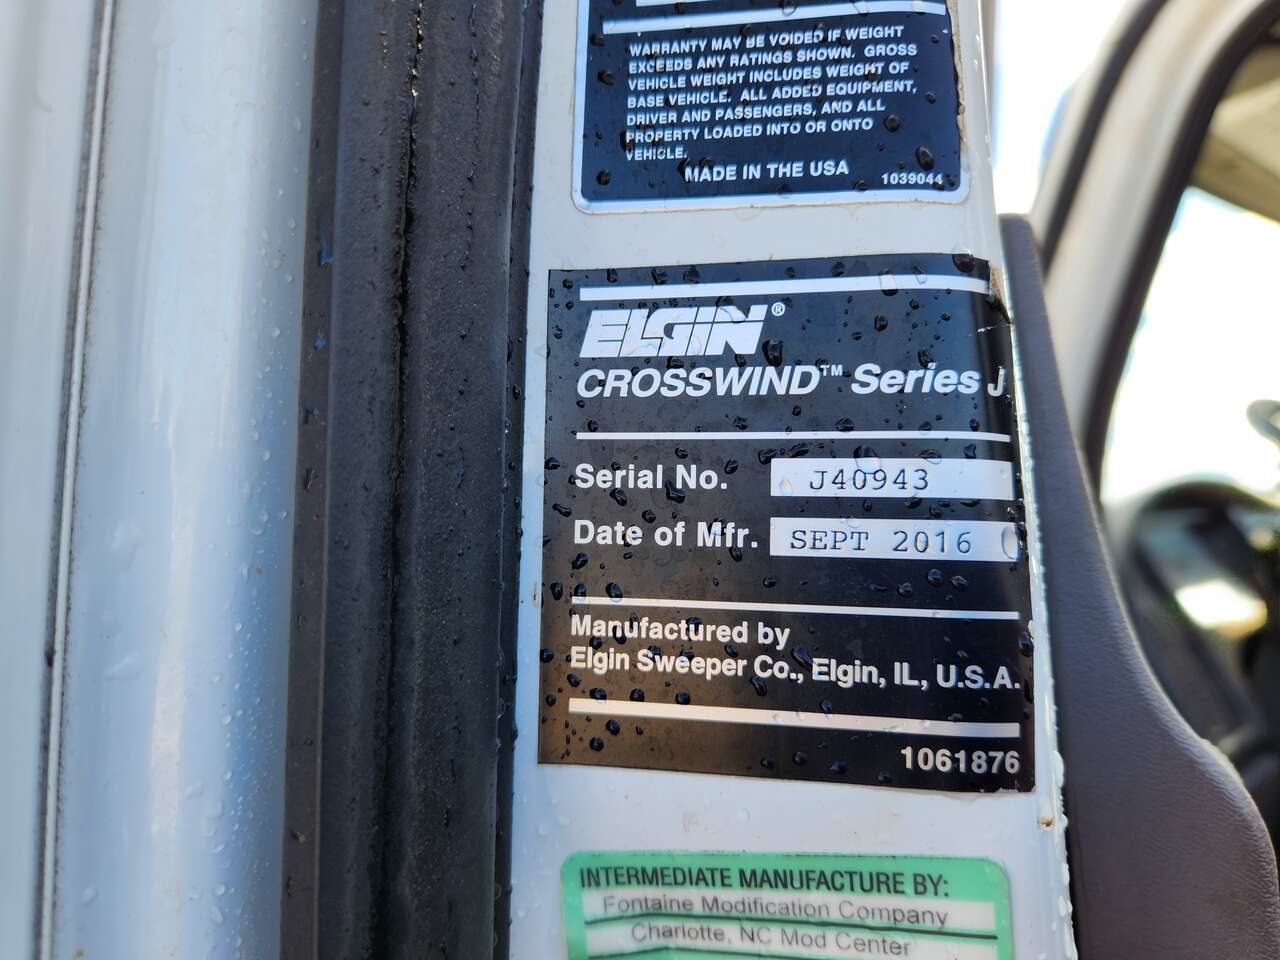 WARRANTY MAY BE VOIDED IF WEIGHT
EXCEEDS ANY RATINGS SHOWN. GROSS
VEHICLE WEIGHT INCLUDES WEIGHT OF
BASE VEHICLE. ALL ADDED EQUIPMENT,
DRIVER AND PASSENGERS, AND ALL
PROPERTY LOADED INTO OR ONTO
VEHICLE.
MADE IN THE USA 1039044
ELGIN®
CROSSWIND™ Series J
Serial No. J40943
Date of Mfr. SEPT 2016
Manufactured by
Elgin Sweeper Co., Elgin, IL, U.S.A.
1061876
INTERMEDIATE MANUFACTURE BY:
Fontaine Modification Company
Charlotte, NC Mod Center